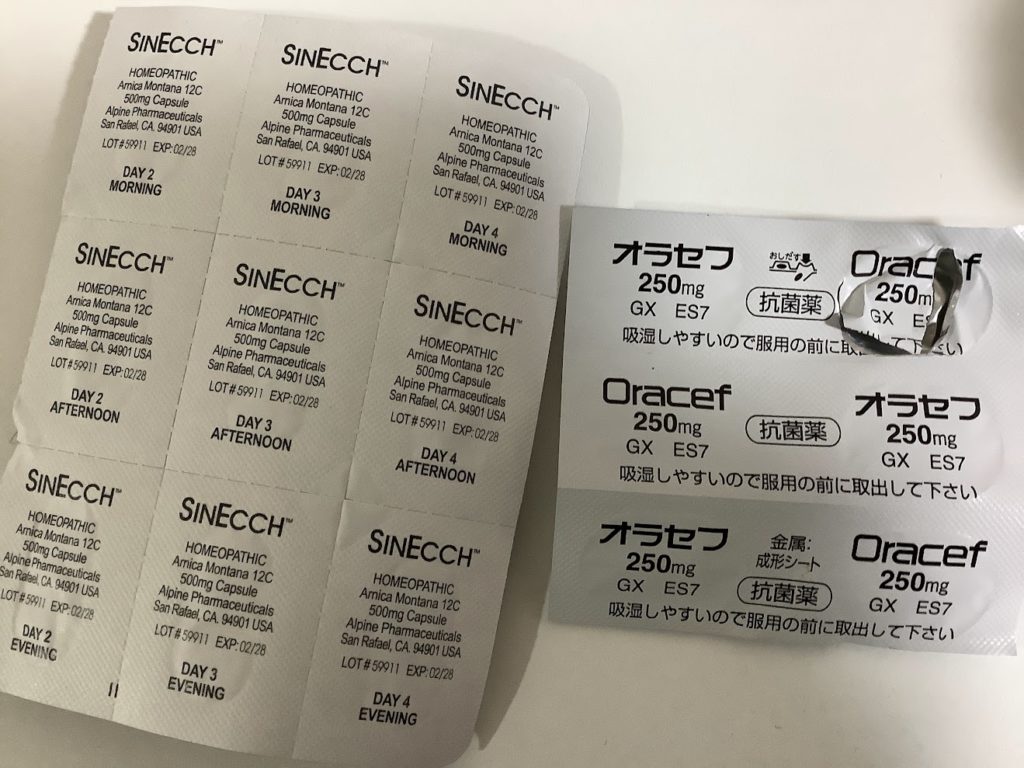 SINECCH™
HOMEOPATHIC
Arnica Montana 12C
500mg Capsule
Alpine Pharmaceuticals
San Rafael, CA. 94901 USA
LOT#59911 EXP:02/28
DAY 2
MORNING
SINECCH™
HOMEOPATHIC
Arnica Montana 12C
500mg Capsule
Alpine Pharmaceuticals
San Rafael, CA. 94901 USA
LOT#59911 EXP:02/28
DAY 3
MORNING
SINECCH™
HOMEOPATHIC
Arnica Montana 12C
500mg Capsule
Alpine Pharmaceuticals
San Rafael, CA. 94901 USA
LOT#59911 EXP:02/28
DAY 4
MORNING
SINECCH™
HOMEOPATHIC
Arnica Montana 12C
500mg Capsule
Alpine Pharmaceuticals
San Rafael, CA. 94901 USA
LOT#59911 EXP:02/28
DAY 2
AFTERNOON
SINECCH™
HOMEOPATHIC
Arnica Montana 12C
500mg Capsule
Alpine Pharmaceuticals
San Rafael, CA. 94901 USA
LOT#59911 EXP:02/28
DAY 3
AFTERNOON
SINECCH™
HOMEOPATHIC
Arnica Montana 12C
500mg Capsule
Alpine Pharmaceuticals
San Rafael, CA. 94901 USA
LOT#59911 EXP:02/28
DAY 4
AFTERNOON
SINECCH™
HOMEOPATHIC
Arnica Montana 12C
500mg Capsule
Alpine Pharmaceuticals
San Rafael, CA. 94901 USA
LOT#59911 EXP:02/28
DAY 2
EVENING
SINECCH™
HOMEOPATHIC
Arnica Montana 12C
500mg Capsule
Alpine Pharmaceuticals
San Rafael, CA. 94901 USA
LOT#59911 EXP:02/28
DAY 3
EVENING
SINECCH™
HOMEOPATHIC
Arnica Montana 12C
500mg Capsule
Alpine Pharmaceuticals
San Rafael, CA. 94901 USA
LOT#59911 EXP:02/28
DAY 4
EVENING
オラセフ おしだす Oracef
250mg 抗菌薬 250m
GX ES7 GX ES
吸湿しやすいので服用の前に取出して下さい
Oracef オラセフ
250mg 抗菌薬 250mg
GX ES7 GX ES7
吸湿しやすいので服用の前に取出して下さい
オラセフ 金属: Oracef
成形シート
250mg 抗菌薬 250mg
GX ES7 GX ES7
吸湿しやすいので服用の前に取出して下さい